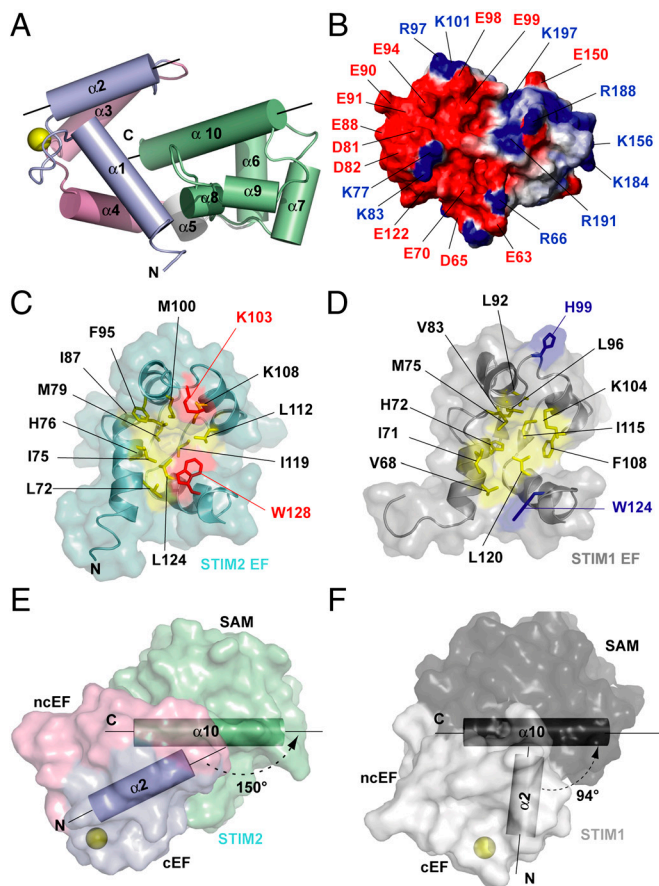 A
α2
α3
C
α 10
α1
α6
α4
α8
α9
α5
α7
N
B
R97
K101
E98
E99
K197
E150
E94
E90
R188
E91
E88
K156
D81
D82
K77
K184
K83
R191
E122
R66
E70
D65
E63
C
M100
K103
F95
K108
I87
M79
L112
H76
I119
I75
L72
W128
N
L124
STIM2 EF
D
L92
H99
V83
L96
M75
K104
H72
I115
I71
F108
V68
W124
L120
STIM1 EF
E
SAM
ncEF
C
α10
α2
150°
N
STIM2
cEF
F
SAM
C
α10
ncEF
α2
94°
STIM1
cEF
N